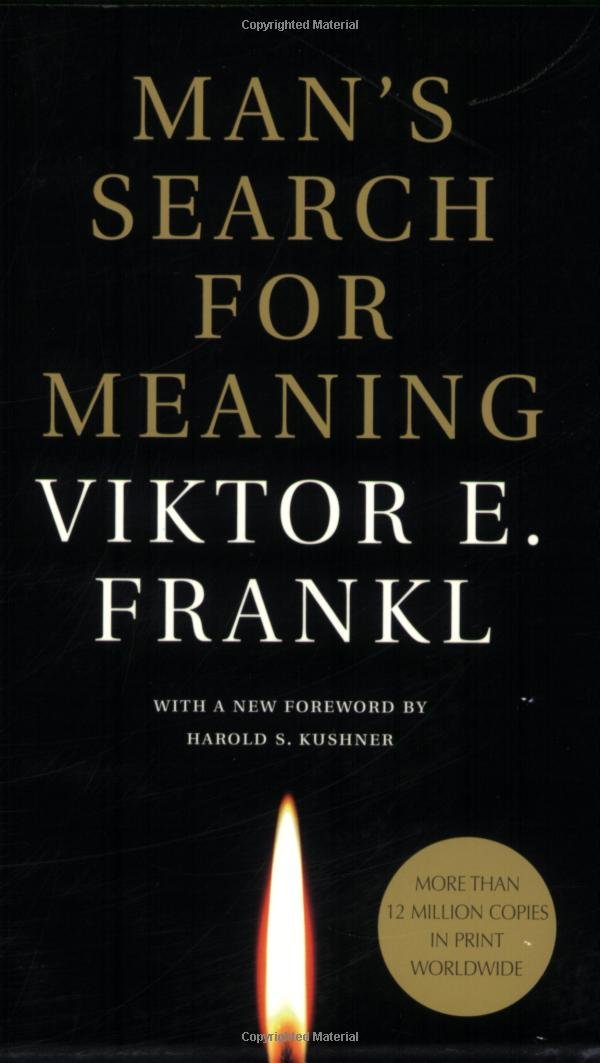 Copyrighted Material
MAN'S
SEARCH
FOR
MEANING
VIKTOR E.
FRANKL
WITH A NEW FOREWORD BY
HAROLD S. KUSHNER
MORE THAN
12 MILLION COPIES
IN PRINT
WORLDWIDE
Copyrighted Material